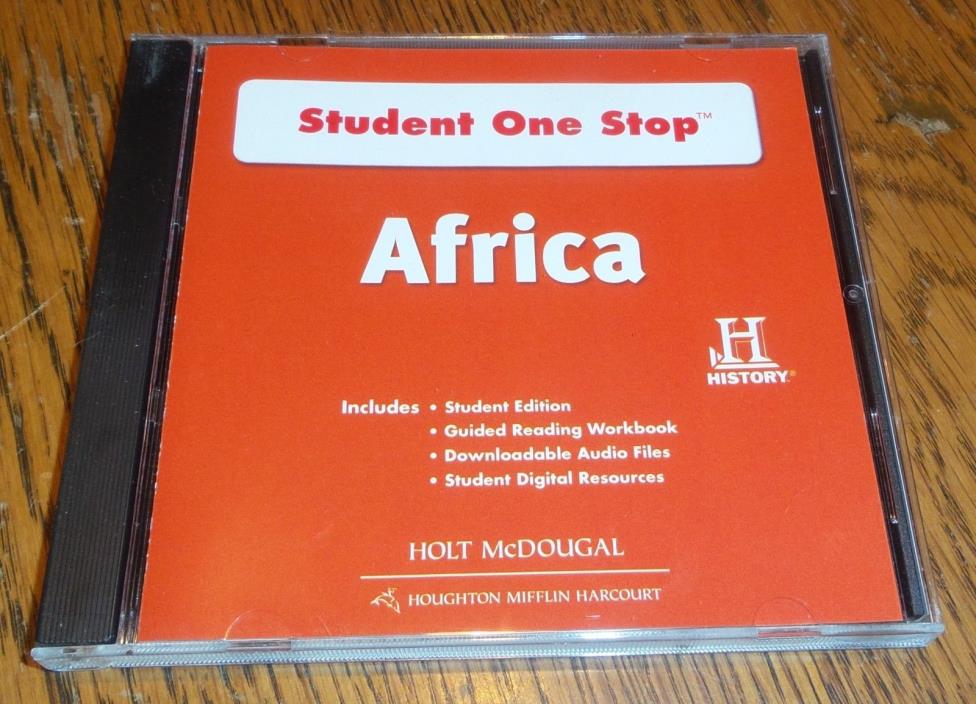 Student One Stop™
Africa
H
HISTORY®
Includes • Student Edition
• Guided Reading Workbook
• Downloadable Audio Files
• Student Digital Resources
HOLT McDOUGAL
HOUGHTON MIFFLIN HARCOURT